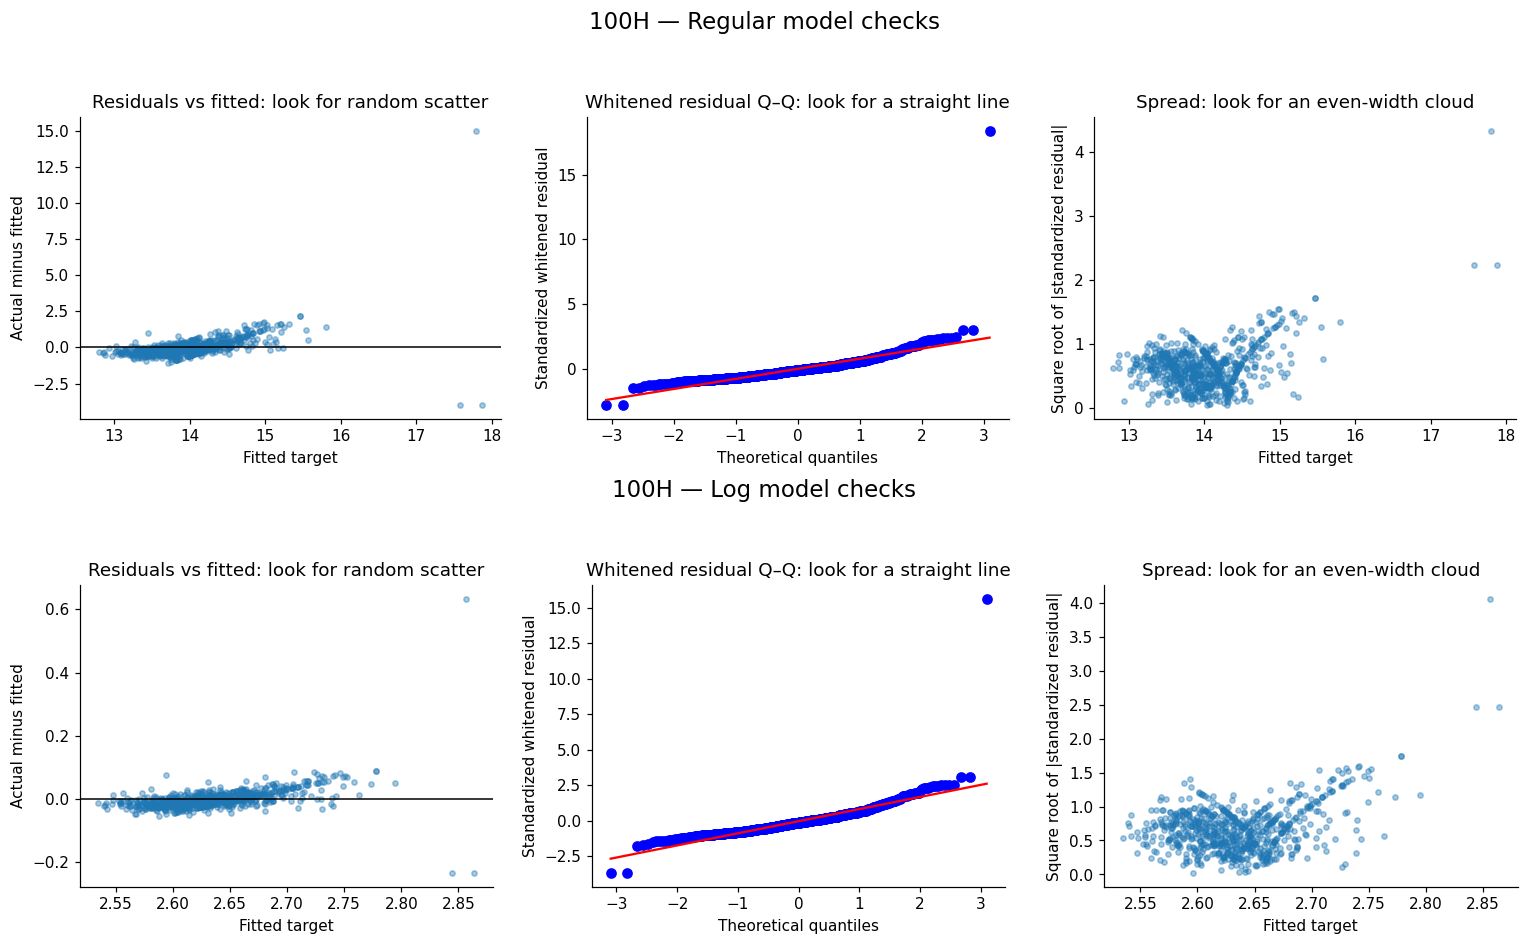 100H — Regular model checks
Residuals vs fitted: look for random scatter
Whitened residual Q–Q: look for a straight line
Spread: look for an even-width cloud
Actual minus fitted
15.0
12.5
10.0
7.5
5.0
2.5
0.0
−2.5
13 14 15 16 17 18
Fitted target
Standardized whitened residual
15
10
5
0
−3 −2 −1 0 1 2 3
Theoretical quantiles
Square root of |standardized residual|
4
3
2
1
0
13 14 15 16 17 18
Fitted target
100H — Log model checks
Residuals vs fitted: look for random scatter
Whitened residual Q–Q: look for a straight line
Spread: look for an even-width cloud
Actual minus fitted
0.6
0.4
0.2
0.0
−0.2
2.55 2.60 2.65 2.70 2.75 2.80 2.85
Fitted target
Standardized whitened residual
15.0
12.5
10.0
7.5
5.0
2.5
0.0
−2.5
−3 −2 −1 0 1 2 3
Theoretical quantiles
Square root of |standardized residual|
4.0
3.5
3.0
2.5
2.0
1.5
1.0
0.5
0.0
2.55 2.60 2.65 2.70 2.75 2.80 2.85
Fitted target